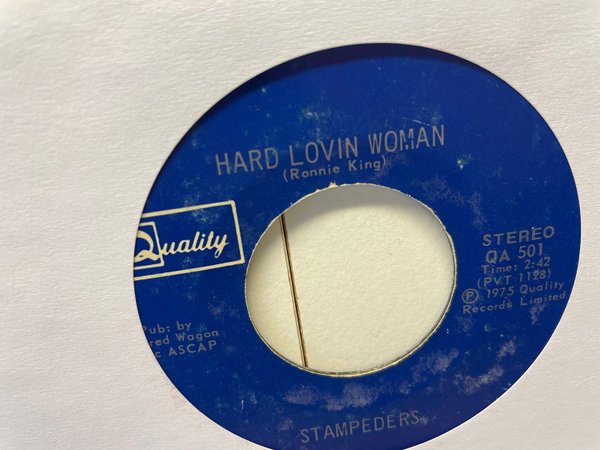 HARD LOVIN WOMAN
(Ronnie King)
Quality
STEREO
QA 501
Time: 2:42
(PVT 1128)
Ⓟ 1975 Quality
Records Limited
Pub: by
red Wagon
c ASCAP
STAMPEDERS